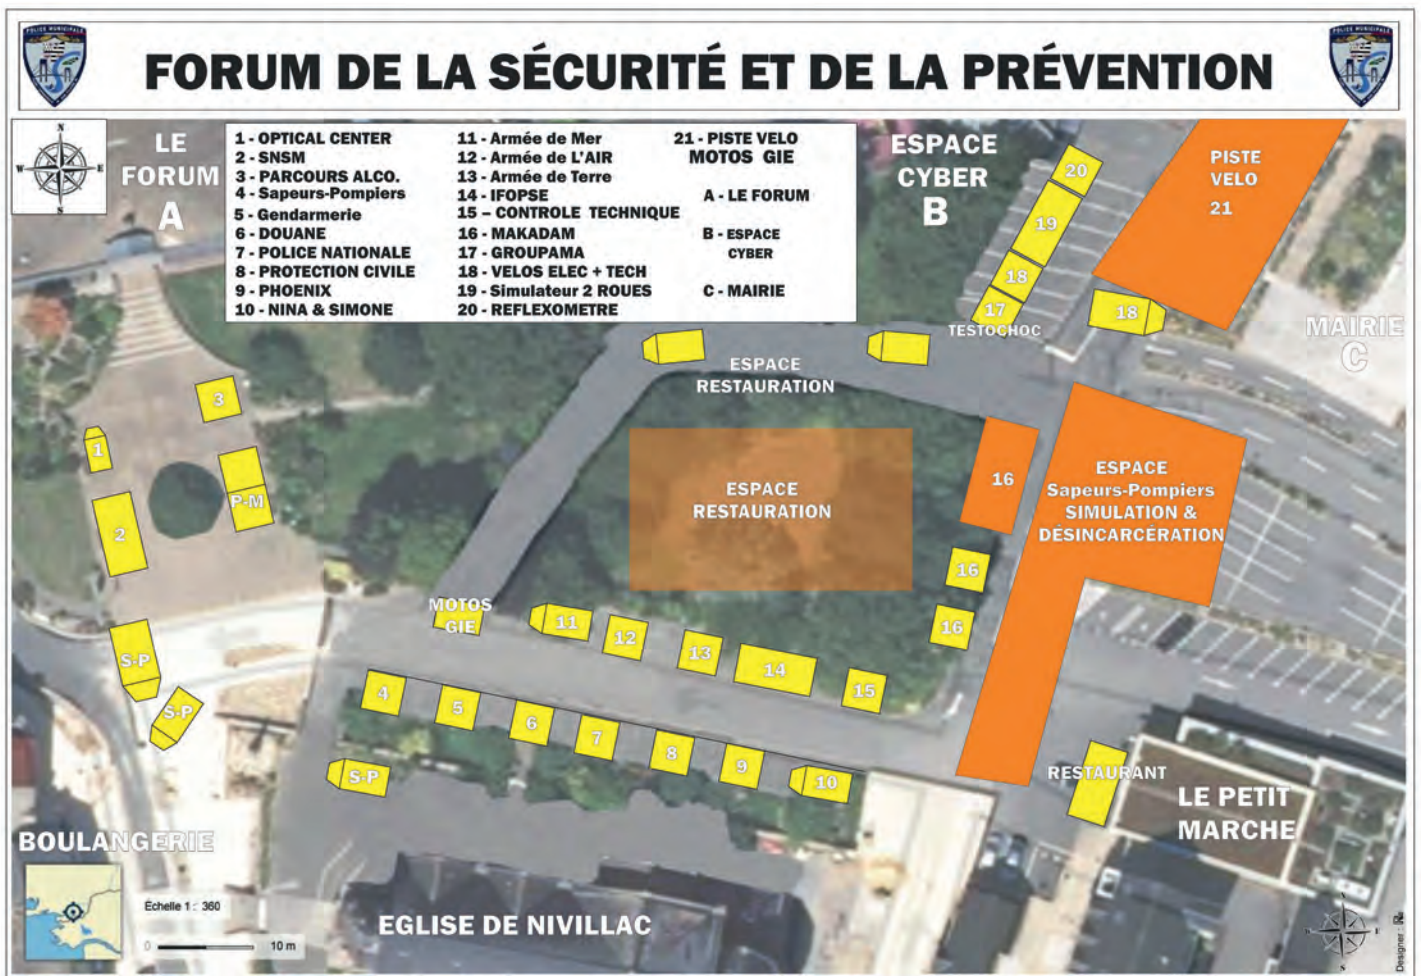 POLICE MUNICIPALE
FORUM DE LA SÉCURITÉ ET DE LA PRÉVENTION
POLICE MUNICIPALE
N
W E
S
LE
FORUM
A
1 - OPTICAL CENTER
2 - SNSM
3 - PARCOURS ALCO.
4 - Sapeurs-Pompiers
5 - Gendarmerie
6 - DOUANE
7 - POLICE NATIONALE
8 - PROTECTION CIVILE
9 - PHOENIX
10 - NINA & SIMONE
11 - Armée de Mer
12 - Armée de L'AIR
13 - Armée de Terre
14 - IFOPSE
15 – CONTROLE TECHNIQUE
16 - MAKADAM
17 - GROUPAMA
18 - VELOS ELEC + TECH
19 - Simulateur 2 ROUES
20 - REFLEXOMETRE
21 - PISTE VELO
MOTOS GIE
A - LE FORUM
B - ESPACE
CYBER
C - MAIRIE
ESPACE
CYBER
B
20
19
18
17
TESTOCHOC
PISTE
VELO
21
18
MAIRIE
C
ESPACE
RESTAURATION
3
1
P-M
2
ESPACE
RESTAURATION
16
ESPACE
Sapeurs-Pompiers
SIMULATION &
DÉSINCARCÉRATION
16
16
MOTOS
GIE
11
12
13
14
15
S-P
S-P
4
5
6
7
8
9
10
S-P
RESTAURANT
LE PETIT
MARCHE
BOULANGERIE
Echelle 1 : 360
0 10 m
EGLISE DE NIVILLAC
N
S
Designer :